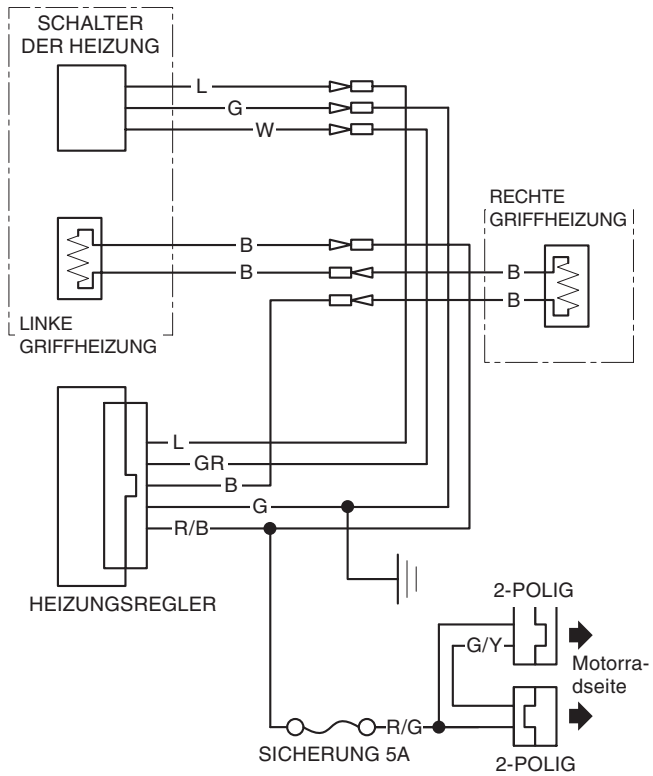 SCHALTER
DER HEIZUNG
L
G
W
RECHTE
GRIFFHEIZUNG
B
B
B
B
LINKE
GRIFFHEIZUNG
L
GR
B
G
R/B
HEIZUNGSREGLER
2-POLIG
G/Y
Motorra-
dseite
R/G
SICHERUNG 5A
2-POLIG